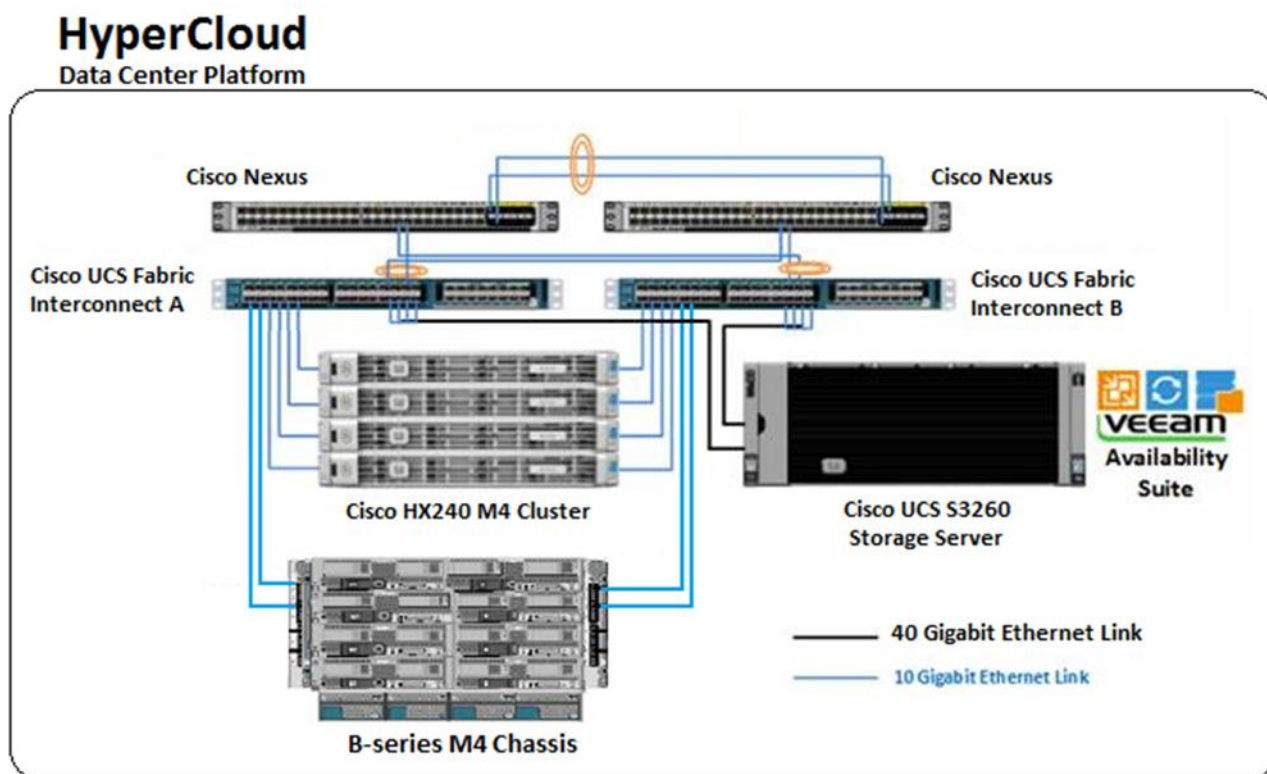 HyperCloud
Data Center Platform
Cisco Nexus
Cisco Nexus
Cisco UCS Fabric
Interconnect A
Cisco UCS Fabric
Interconnect B
Cisco HX240 M4 Cluster
Cisco UCS S3260
Storage Server
veeam
Availability
Suite
40 Gigabit Ethernet Link
10 Gigabit Ethernet Link
B-series M4 Chassis